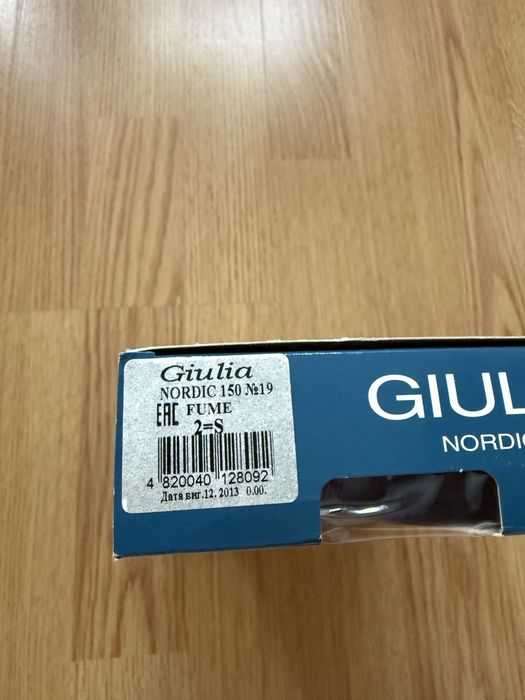 Giulia
NORDIC 150 №19
EAC FUME
2=S
4 820040 128092
Дата виг.12. 2013 0.00.
GIUL
NORDIC